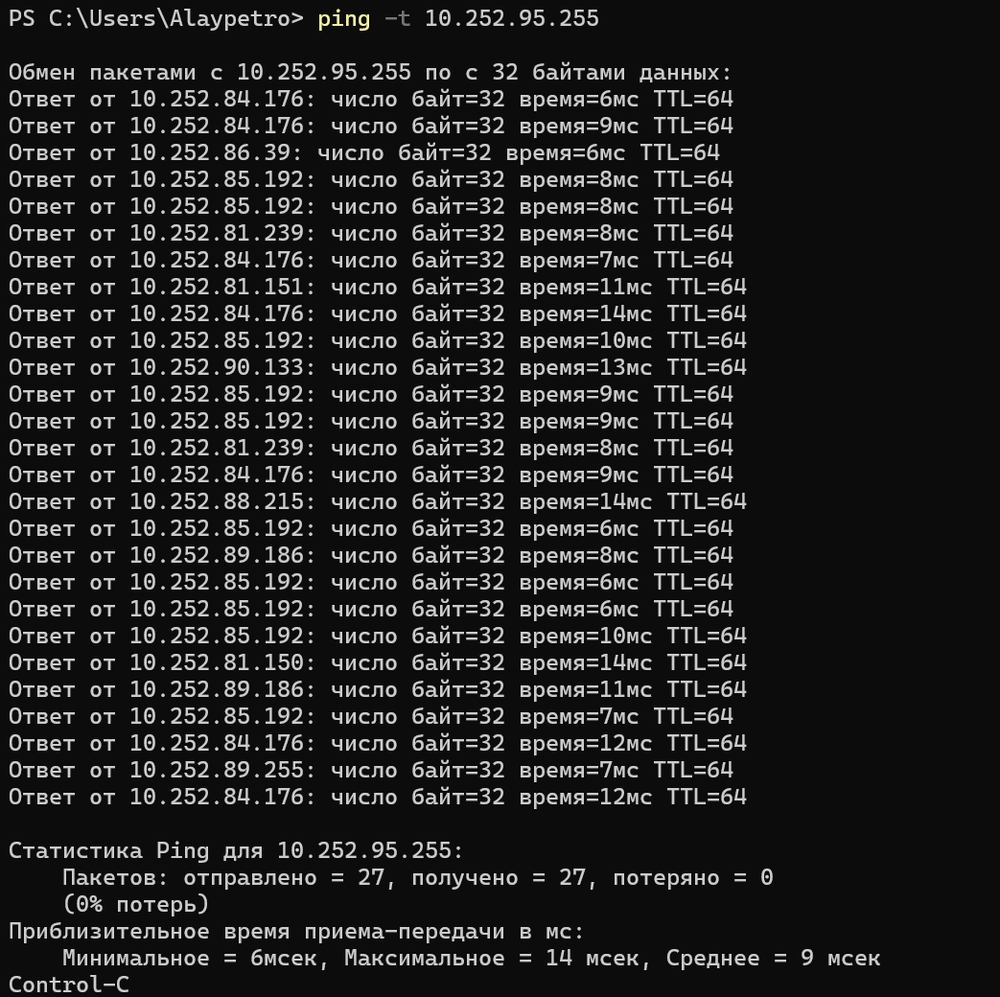 PS C:\Users\Alaypetro> ping -t 10.252.95.255
Обмен пакетами с 10.252.95.255 по с 32 байтами данных:
Ответ от 10.252.84.176: число байт=32 время=6мс TTL=64
Ответ от 10.252.84.176: число байт=32 время=9мс TTL=64
Ответ от 10.252.86.39: число байт=32 время=6мс TTL=64
Ответ от 10.252.85.192: число байт=32 время=8мс TTL=64
Ответ от 10.252.85.192: число байт=32 время=8мс TTL=64
Ответ от 10.252.81.239: число байт=32 время=8мс TTL=64
Ответ от 10.252.84.176: число байт=32 время=7мс TTL=64
Ответ от 10.252.81.151: число байт=32 время=11мс TTL=64
Ответ от 10.252.84.176: число байт=32 время=14мс TTL=64
Ответ от 10.252.85.192: число байт=32 время=10мс TTL=64
Ответ от 10.252.90.133: число байт=32 время=13мс TTL=64
Ответ от 10.252.85.192: число байт=32 время=9мс TTL=64
Ответ от 10.252.85.192: число байт=32 время=9мс TTL=64
Ответ от 10.252.81.239: число байт=32 время=8мс TTL=64
Ответ от 10.252.84.176: число байт=32 время=9мс TTL=64
Ответ от 10.252.88.215: число байт=32 время=14мс TTL=64
Ответ от 10.252.85.192: число байт=32 время=6мс TTL=64
Ответ от 10.252.89.186: число байт=32 время=8мс TTL=64
Ответ от 10.252.85.192: число байт=32 время=6мс TTL=64
Ответ от 10.252.85.192: число байт=32 время=6мс TTL=64
Ответ от 10.252.85.192: число байт=32 время=10мс TTL=64
Ответ от 10.252.81.150: число байт=32 время=14мс TTL=64
Ответ от 10.252.89.186: число байт=32 время=11мс TTL=64
Ответ от 10.252.85.192: число байт=32 время=7мс TTL=64
Ответ от 10.252.84.176: число байт=32 время=12мс TTL=64
Ответ от 10.252.89.255: число байт=32 время=7мс TTL=64
Ответ от 10.252.84.176: число байт=32 время=12мс TTL=64
Статистика Ping для 10.252.95.255:
Пакетов: отправлено = 27, получено = 27, потеряно = 0
(0% потерь)
Приблизительное время приема-передачи в мс:
Минимальное = 6мсек, Максимальное = 14 мсек, Среднее = 9 мсек
Control-C